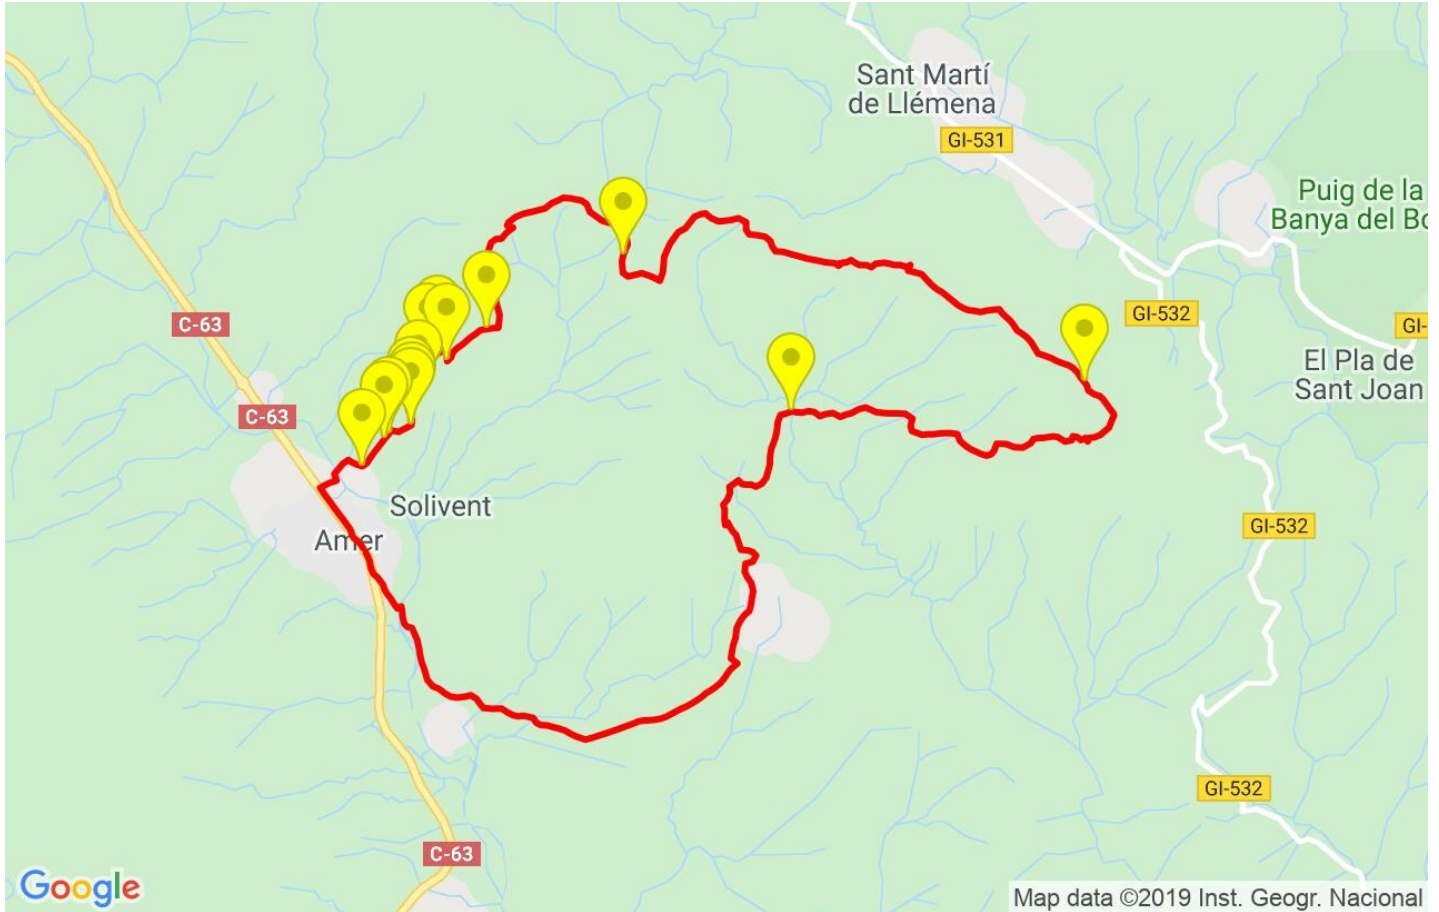 Sant Martí
de Llémena
GI-531
Puig de la
Banya del Bo
C-63
GI-532
GI-
El Pla de
Sant Joan
C-63
Solivent
Amer
GI-532
GI-532
C-63
Google
Map data ©2019 Inst. Geogr. Nacional